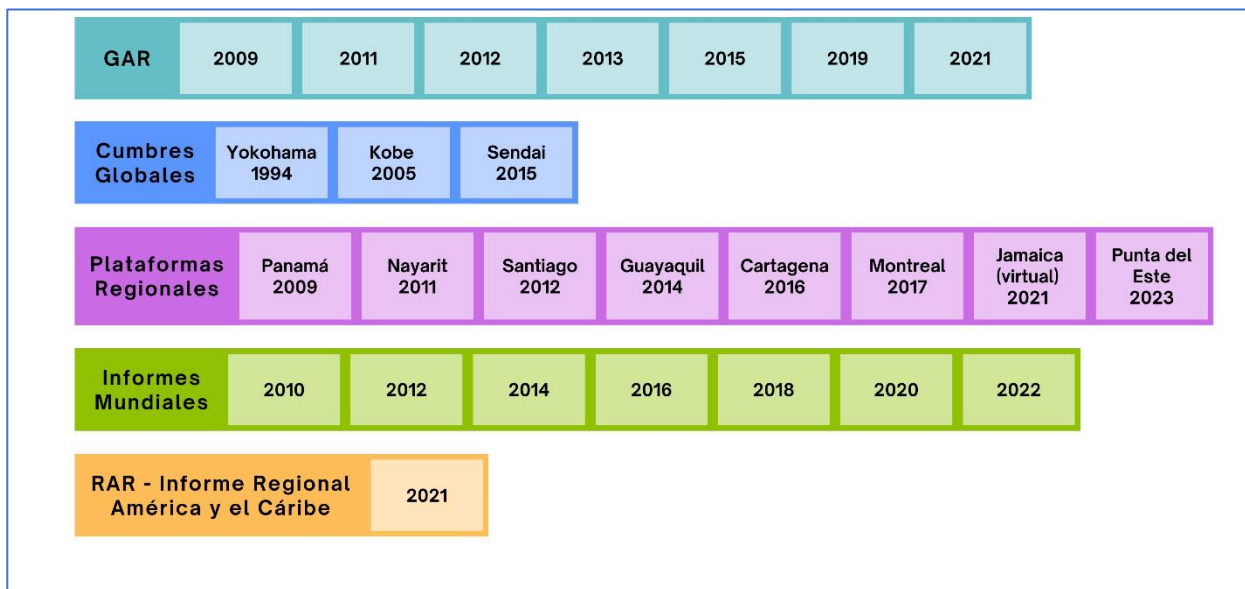 GAR
2009
2011
2012
2013
2015
2019
2021
Cumbres
Globales
Yokohama
1994
Kobe
2005
Sendai
2015
Plataformas
Regionales
Panamá
2009
Nayarit
2011
Santiago
2012
Guayaquil
2014
Cartagena
2016
Montreal
2017
Jamaica
(virtual)
2021
Punta del
Este
2023
Informes
Mundiales
2010
2012
2014
2016
2018
2020
2022
RAR - Informe Regional
América y el Cáribe
2021